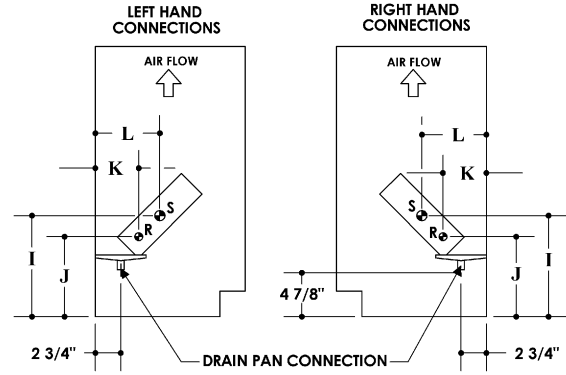 LEFT HAND
CONNECTIONS
RIGHT HAND
CONNECTIONS
AIR FLOW
AIR FLOW
L
L
K
K
S
S
R
R
I
J
J
I
4 7/8"
2 3/4"
DRAIN PAN CONNECTION
2 3/4"